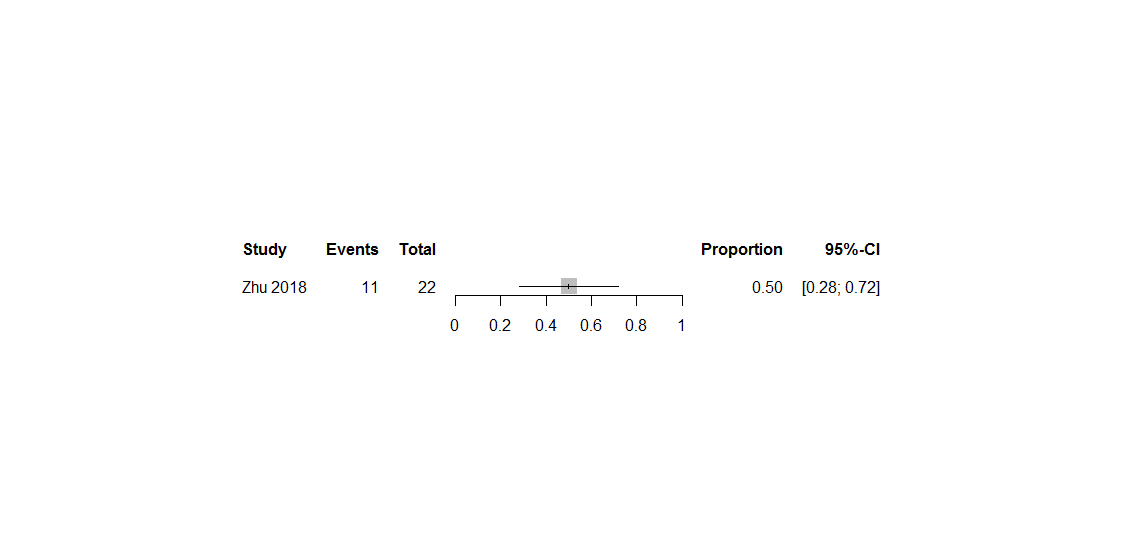 Study Events Total Proportion 95%-CI
Zhu 2018 11 22 0.50 [0.28; 0.72]
0 0.2 0.4 0.6 0.8 1